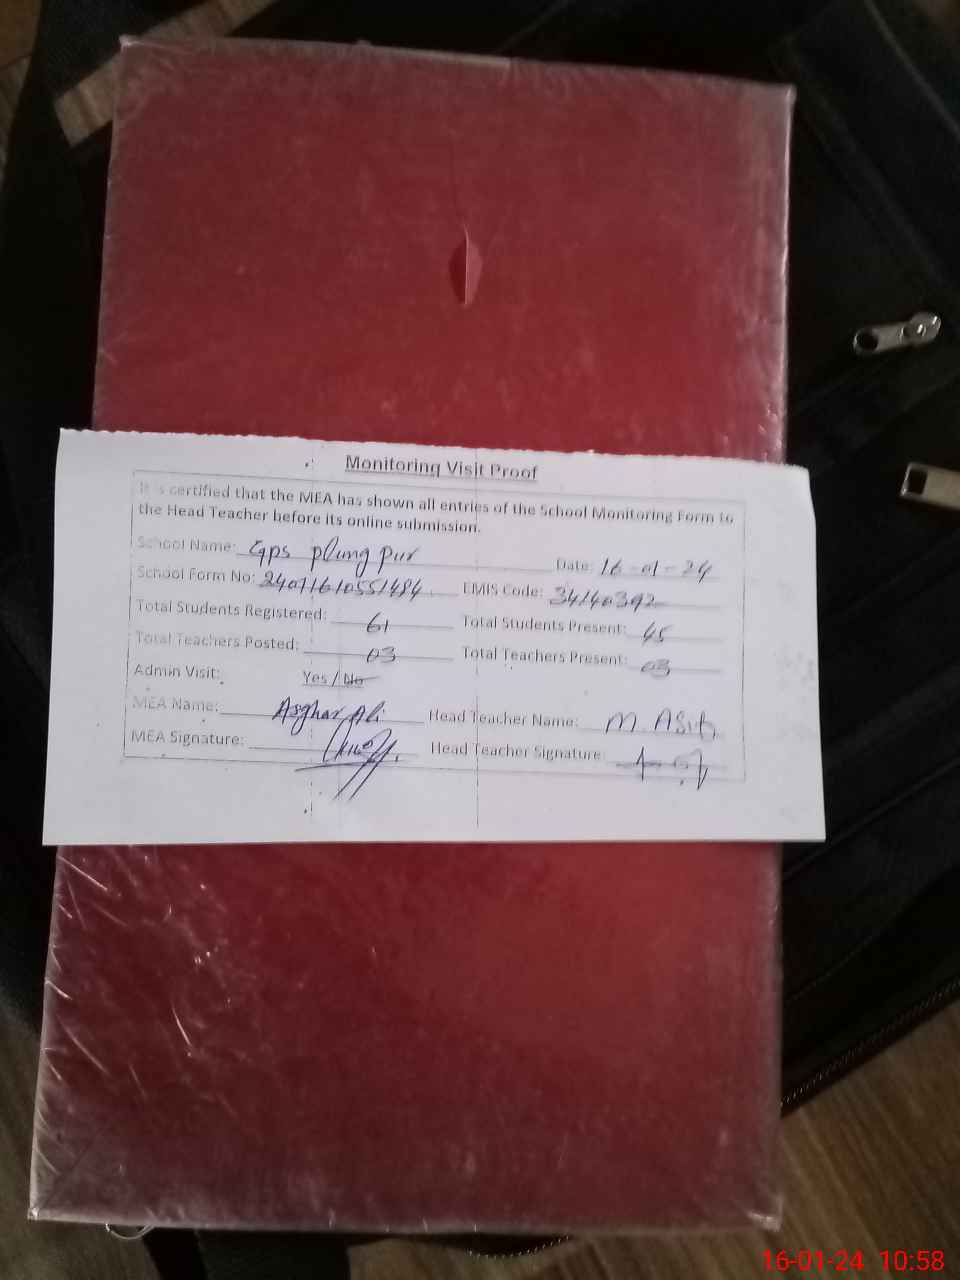 Monitoring Visit Proof
It is certified that the MEA has shown all entries of the School Monitoring Form to
the Head Teacher before its online submission.
School Name: Gps plung pur Date: 16-01-24
School Form No: 24011610551484 EMIS Code: 34140392
Total Students Registered: 61 Total Students Present: 45
Total Teachers Posted: 03 Total Teachers Present: 03
Admin Visit: Yes / No
MEA Name: Asghar Ali Head Teacher Name: M. Asif
MEA Signature: Head Teacher Signature:
16-01-24 10:58